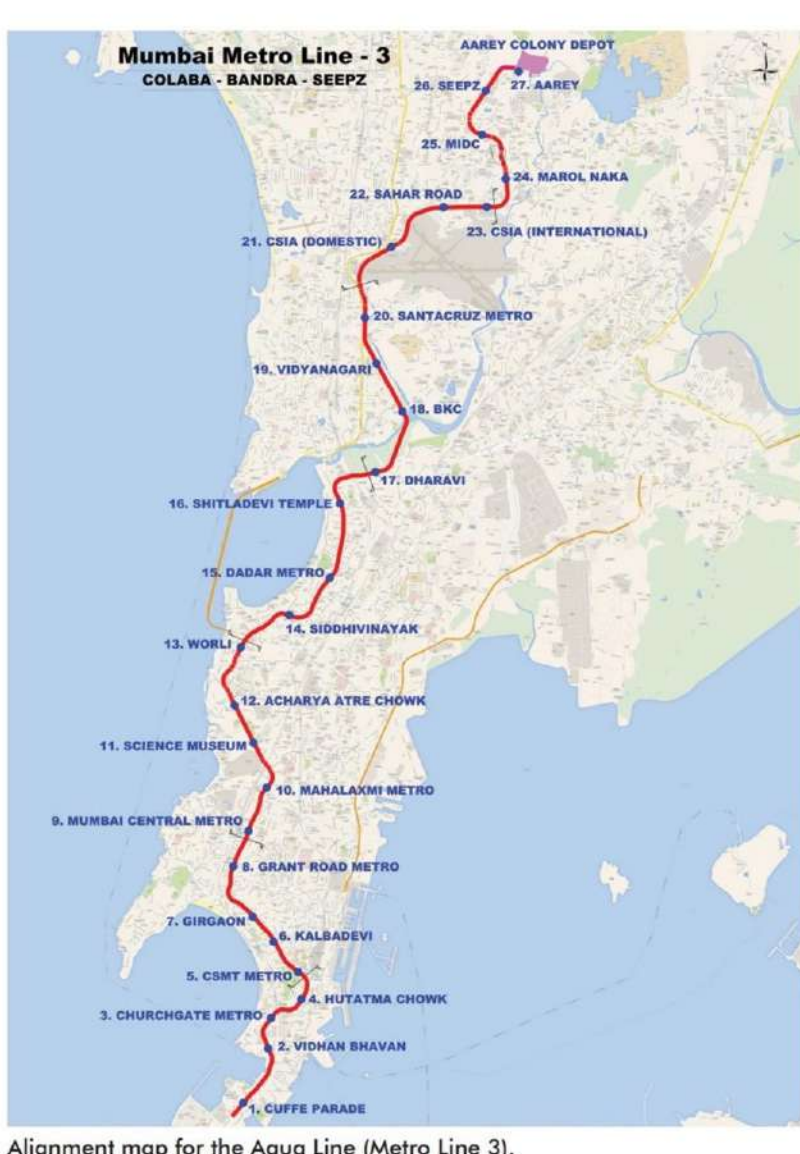 Mumbai Metro Line - 3
COLABA - BANDRA - SEEPZ
AAREY COLONY DEPOT
26. SEEPZ
27. AAREY
25. MIDC
24. MAROL NAKA
22. SAHAR ROAD
23. CSIA (INTERNATIONAL)
21. CSIA (DOMESTIC)
20. SANTACRUZ METRO
19. VIDYANAGARI
18. BKC
17. DHARAVI
16. SHITLADEVI TEMPLE
15. DADAR METRO
14. SIDDHIVINAYAK
13. WORLI
12. ACHARYA ATRE CHOWK
11. SCIENCE MUSEUM
10. MAHALAXMI METRO
9. MUMBAI CENTRAL METRO
8. GRANT ROAD METRO
7. GIRGAON
6. KALBADEVI
5. CSMT METRO
4. HUTATMA CHOWK
3. CHURCHGATE METRO
2. VIDHAN BHAVAN
1. CUFFE PARADE
Alignment map for the Aqua Line (Metro Line 3).